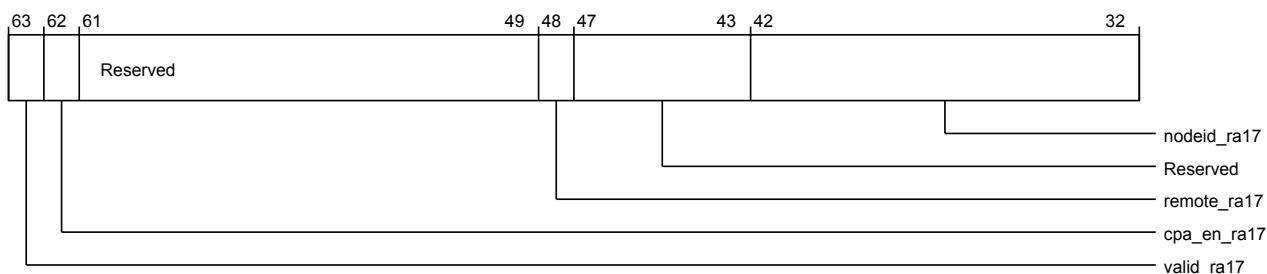 63 62 61 49 48 47 43 42 32
Reserved
nodeid_ra17
Reserved
remote_ra17
cpa_en_ra17
valid_ra17